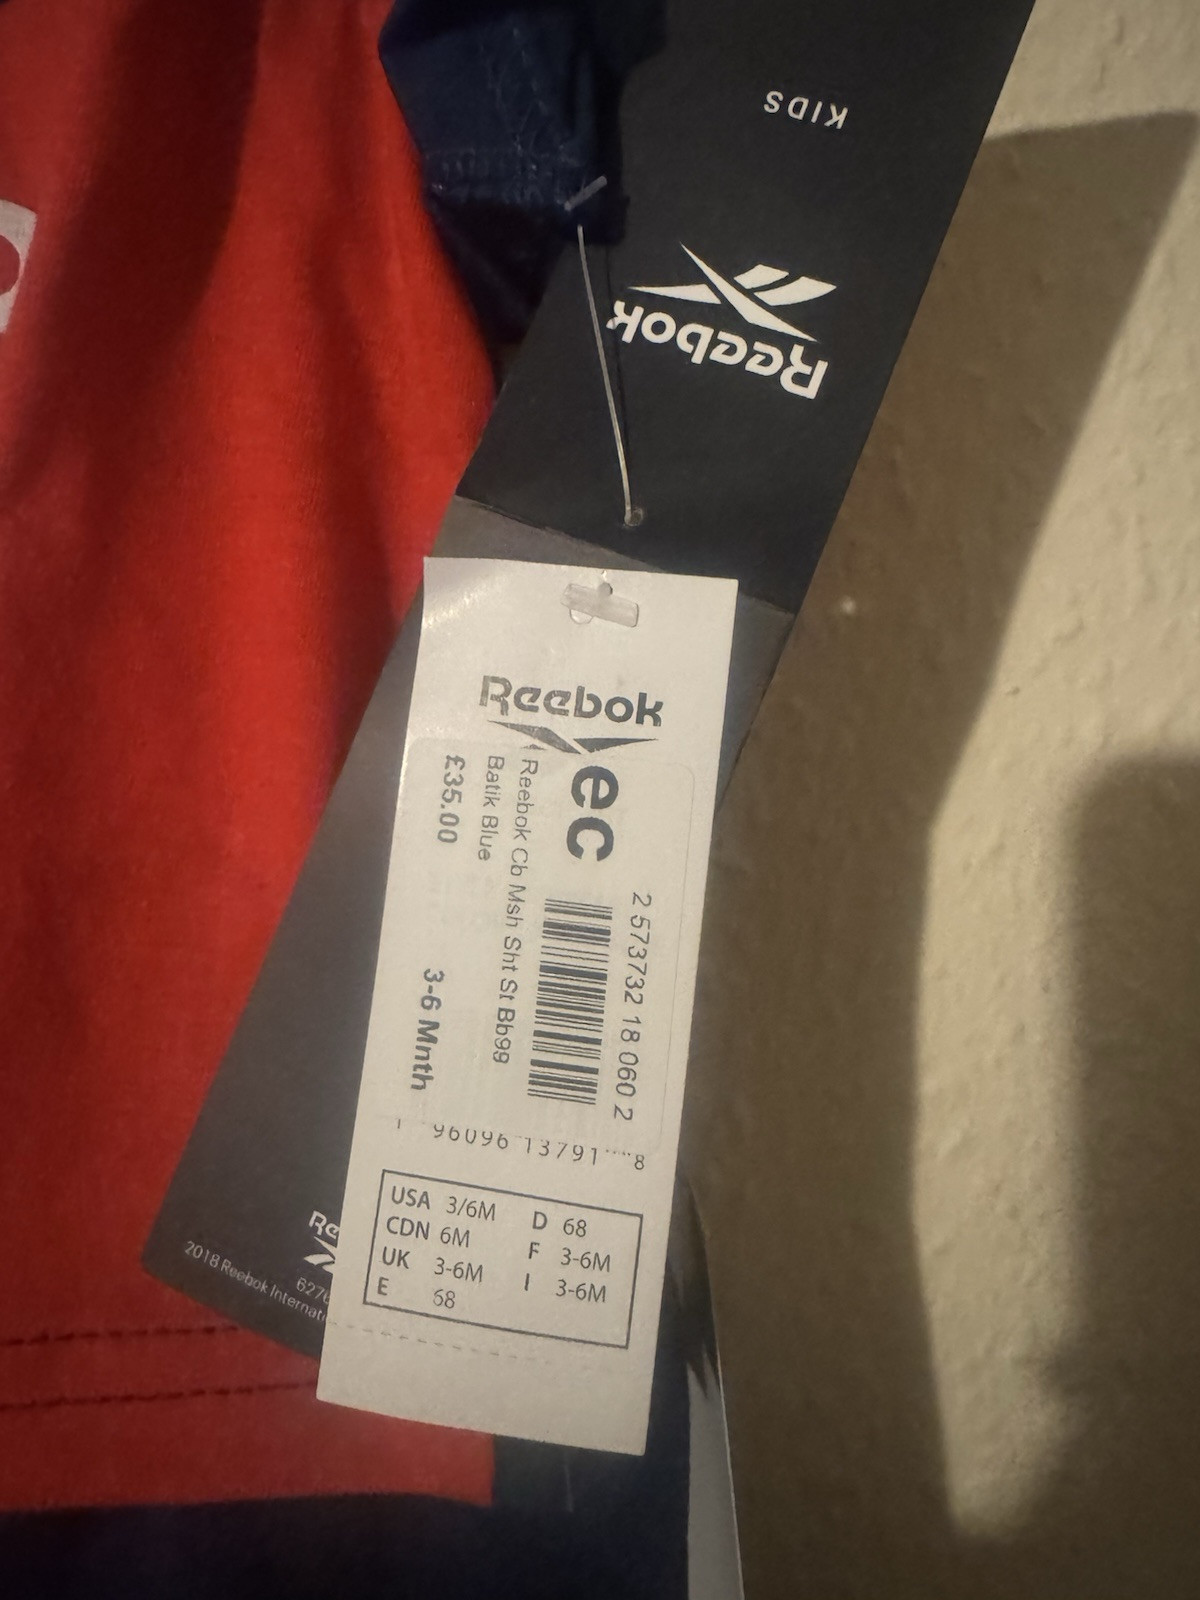 KIDS
Reebok
Reebok
ec
2 573732 18 060 2
Reebok Cb Msh Sht St Bb99
Batik Blue
£35.00
3-6 Mnth
96096 13791 8
USA 3/6M D 68
CDN 6M F 3-6M
UK 3-6M I 3-6M
E 68
Re
6276
2018 Reebok Internati